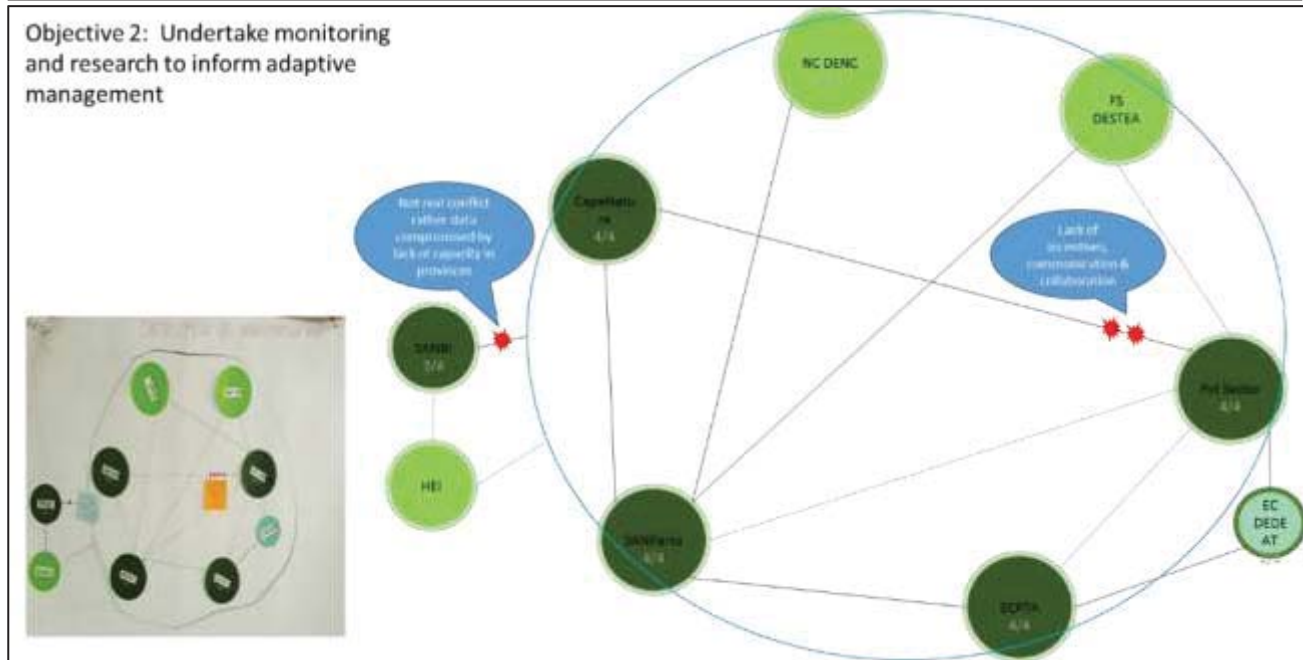 Objective 2: Undertake monitoring
and research to inform adaptive
management
NC DENC
FS
DESTEA
CapeNatu
re
4/4
Not real conflict
rather data
compromised by
lack of capacity in
provinces
Lack of
incentives,
communication &
collaboration
SANBI
Pvt Sector
4/4
HEI
SANParks
4/4
EC
DEDE
AT
ECPTA
4/4